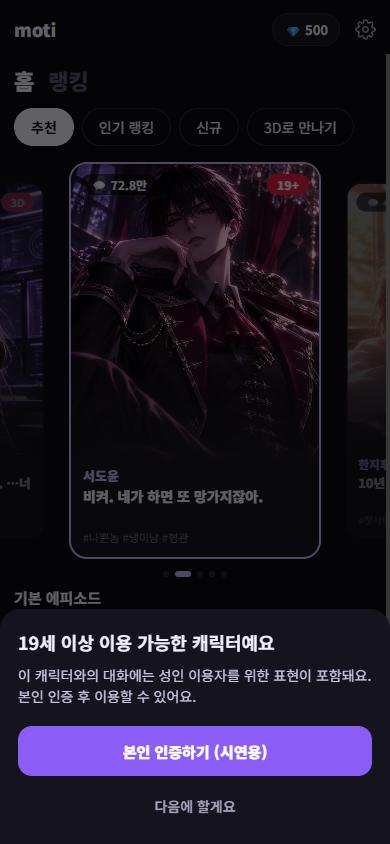 moti
500
홈 랭킹
추천 인기 랭킹 신규 3D로 만나기
3D
72.8만
19+
서도윤
비켜. 네가 하면 또 망가지잖아.
#나쁜놈 #냉미남 #혐관
…너
한지
10년
기본 에피소드
19세 이상 이용 가능한 캐릭터예요
이 캐릭터와의 대화에는 성인 이용자를 위한 표현이 포함돼요.
본인 인증 후 이용할 수 있어요.
본인 인증하기 (시연용)
다음에 할게요